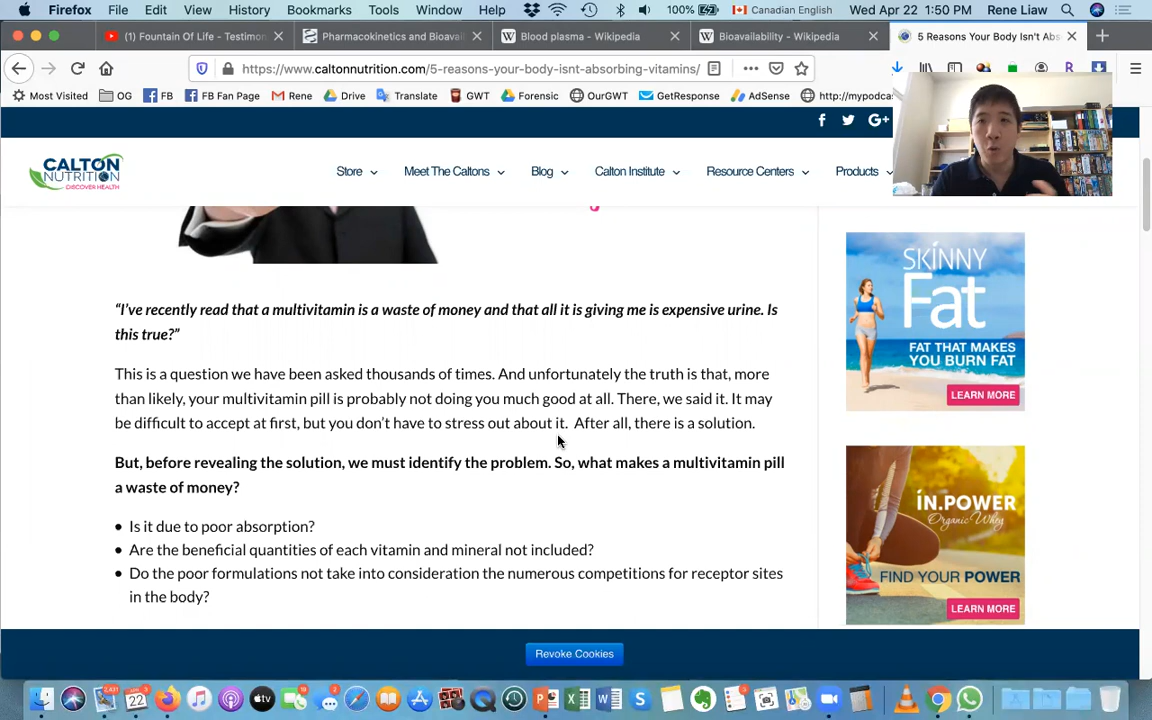 Firefox File Edit View History Bookmarks Tools Window Help 100% Canadian English Wed Apr 22 1:50 PM Rene Liaw
(1) Fountain Of Life - Testimon Pharmacokinetics and Bioavail Blood plasma - Wikipedia Bioavailability - Wikipedia 5 Reasons Your Body Isn't Abs
https://www.caltonnutrition.com/5-reasons-your-body-isnt-absorbing-vitamins/
Most Visited OG FB FB Fan Page Rene Drive Translate GWT Forensic OurGWT GetResponse AdSense http://mypodca
CALTON
NUTRITION
DISCOVER HEALTH
Store Meet The Caltons Blog Calton Institute Resource Centers Products
“I’ve recently read that a multivitamin is a waste of money and that all it is giving me is expensive urine. Is
this true?”
This is a question we have been asked thousands of times. And unfortunately the truth is that, more
than likely, your multivitamin pill is probably not doing you much good at all. There, we said it. It may
be difficult to accept at first, but you don’t have to stress out about it. After all, there is a solution.
But, before revealing the solution, we must identify the problem. So, what makes a multivitamin pill
a waste of money?
• Is it due to poor absorption?
• Are the beneficial quantities of each vitamin and mineral not included?
• Do the poor formulations not take into consideration the numerous competitions for receptor sites
in the body?
SKINNY
Fat
FAT THAT MAKES
YOU BURN FAT
LEARN MORE
IN.POWER
Organic Whey
FIND YOUR POWER
LEARN MORE
Revoke Cookies